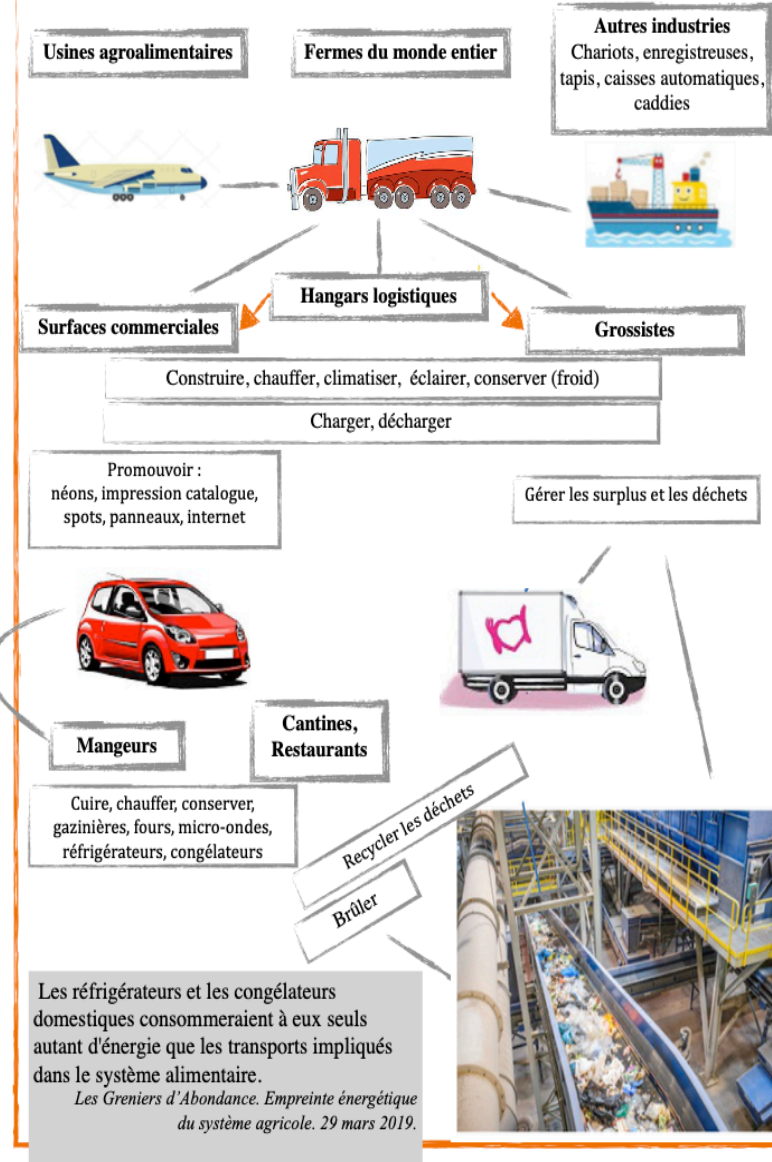 Usines agroalimentaires
Fermes du monde entier
Autres industries
Chariots, enregistreuses,
tapis, caisses automatiques,
caddies
Hangars logistiques
Surfaces commerciales
Grossistes
Construire, chauffer, climatiser, éclairer, conserver (froid)
Charger, décharger
Promouvoir :
néons, impression catalogue,
spots, panneaux, internet
Gérer les surplus et les déchets
Mangeurs
Cantines,
Restaurants
Cuire, chauffer, conserver,
gazinières, fours, micro-ondes,
réfrigérateurs, congélateurs
Recycler les déchets
Brûler
Les réfrigérateurs et les congélateurs
domestiques consommeraient à eux seuls
autant d'énergie que les transports impliqués
dans le système alimentaire.
Les Greniers d’Abondance. Empreinte énergétique
du système agricole. 29 mars 2019.